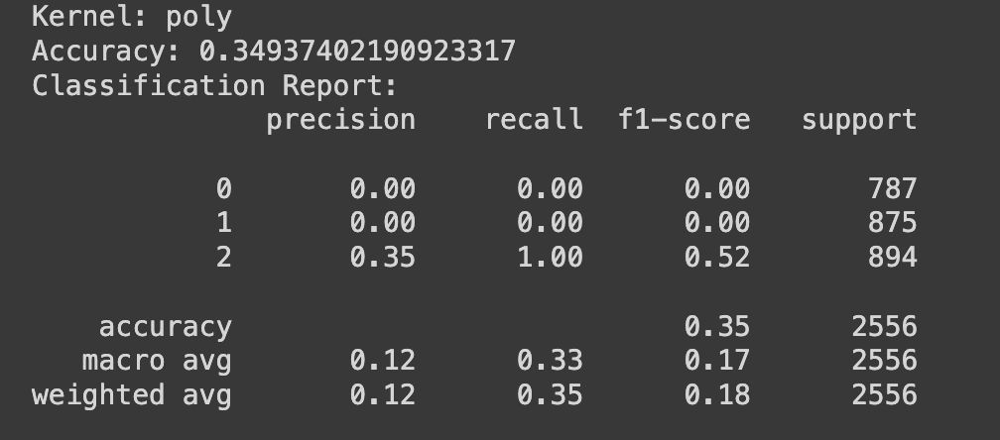 Kernel: poly
Accuracy: 0.34937402190923317
Classification Report:
precision recall f1-score support
0 0.00 0.00 0.00 787
1 0.00 0.00 0.00 875
2 0.35 1.00 0.52 894
accuracy 0.35 2556
macro avg 0.12 0.33 0.17 2556
weighted avg 0.12 0.35 0.18 2556